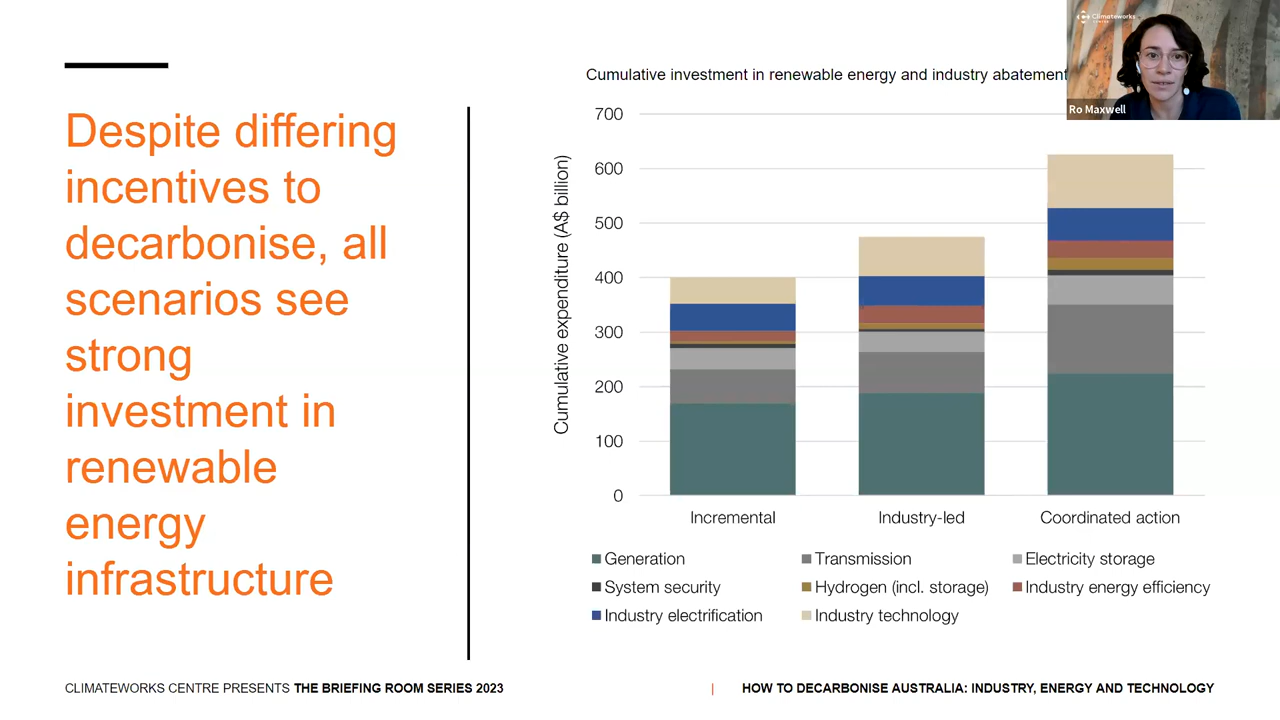 Climateworks
CENTRE
Ro Maxwell
Despite differing
incentives to
decarbonise, all
scenarios see
strong
investment in
renewable
energy
infrastructure
Cumulative investment in renewable energy and industry abatement
Cumulative expenditure (A$ billion)
700
600
500
400
300
200
100
0
Incremental Industry-led Coordinated action
Generation Transmission Electricity storage
System security Hydrogen (incl. storage) Industry energy efficiency
Industry electrification Industry technology
CLIMATEWORKS CENTRE PRESENTS THE BRIEFING ROOM SERIES 2023 | HOW TO DECARBONISE AUSTRALIA: INDUSTRY, ENERGY AND TECHNOLOGY